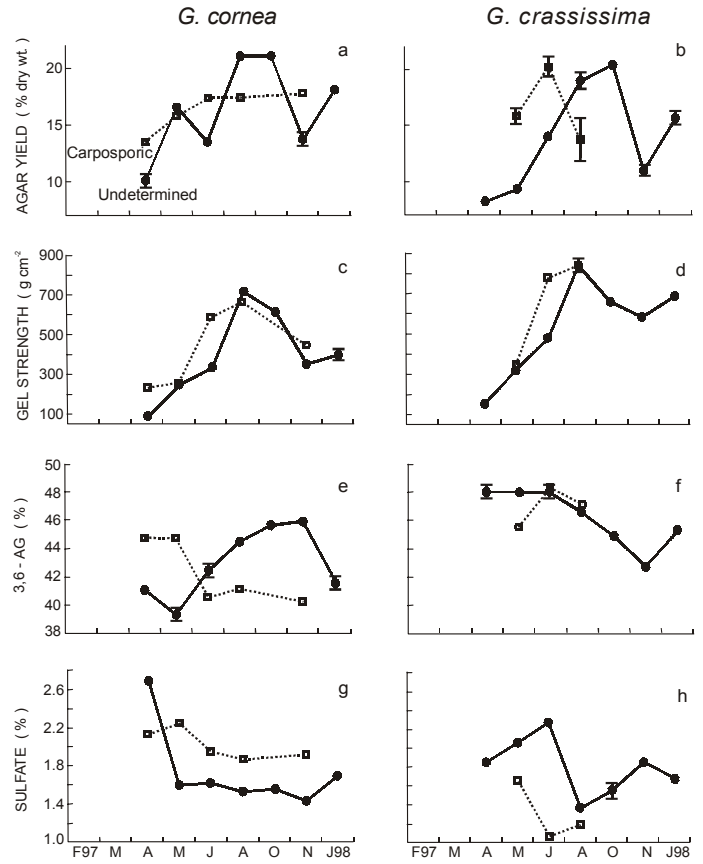 G. cornea
G. crassissima
AGAR YIELD ( % dry wt. )
20
15
10
a
Carposporic
Undetermined
b
GEL STRENGTH ( g cm-2 )
900
700
500
300
100
c
d
3,6 - AG ( % )
50
48
46
44
42
40
38
e
f
SULFATE ( % )
2.6
2.2
1.8
1.4
1.0
g
h
F97 M A M J A O N J98
F97 M A M J A O N J98